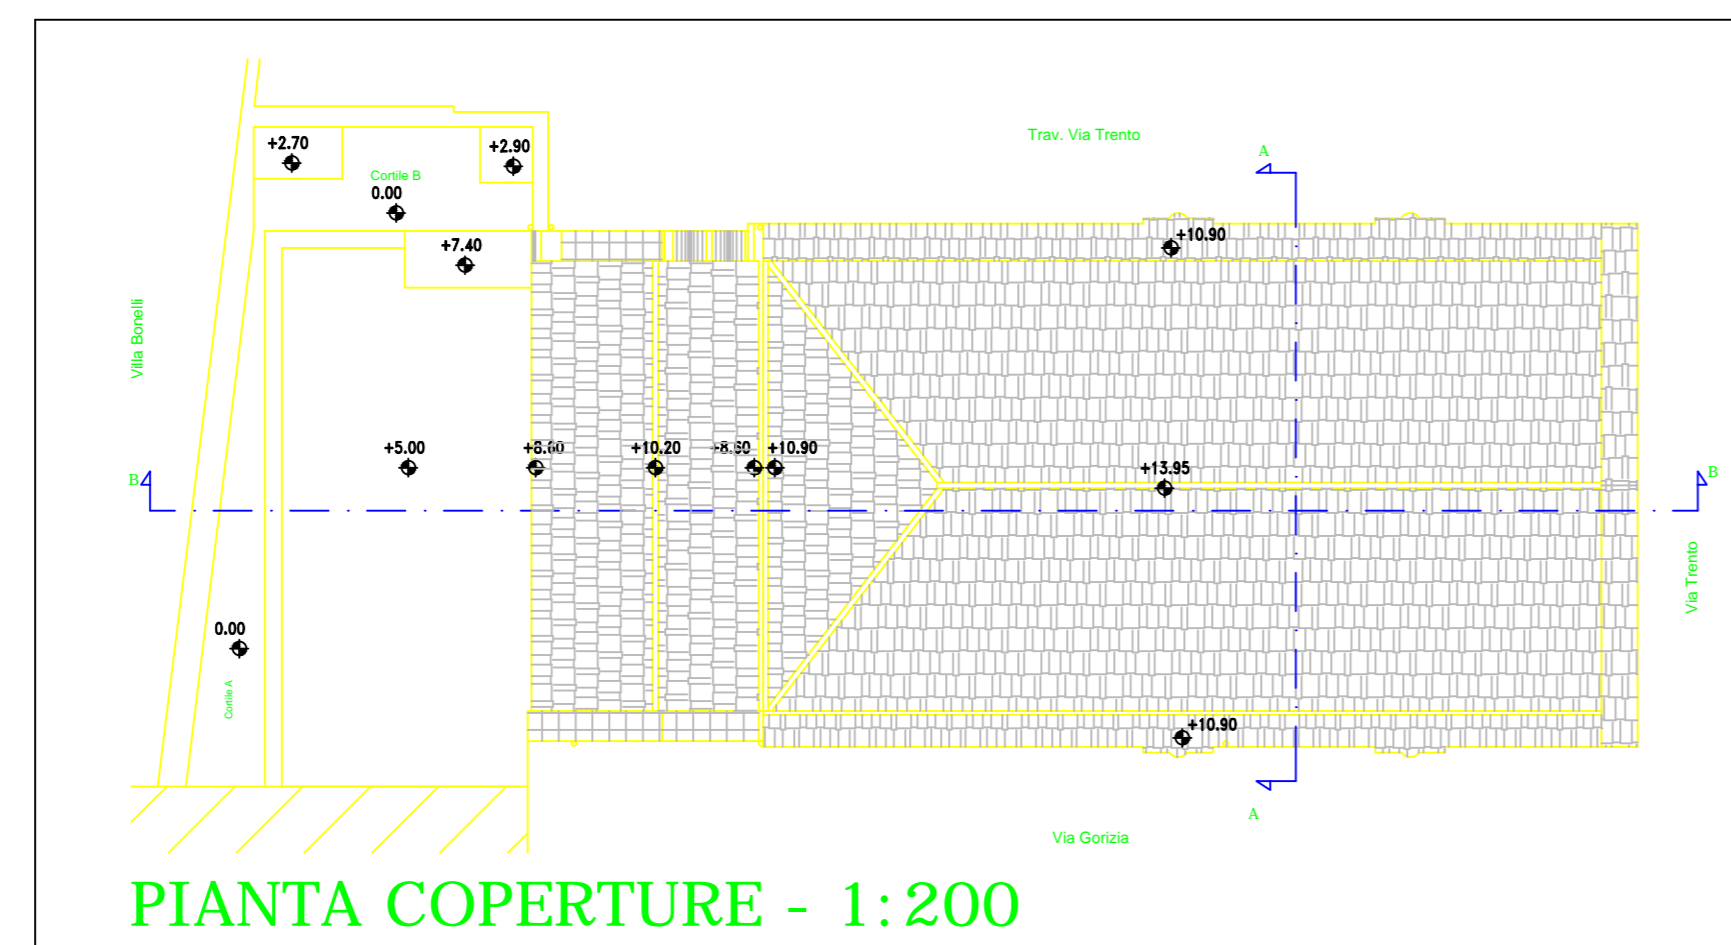 Trav. Via Trento
A
+2.70
+2.90
Cortile B
0.00
+10.90
+7.40
Villa Bonelli
+5.00
+8.60
+10.20
+8.60
+10.90
+13.95
B
B
Via Trento
0.00
Cortile A
+10.90
A
Via Gorizia
PIANTA COPERTURE - 1:200